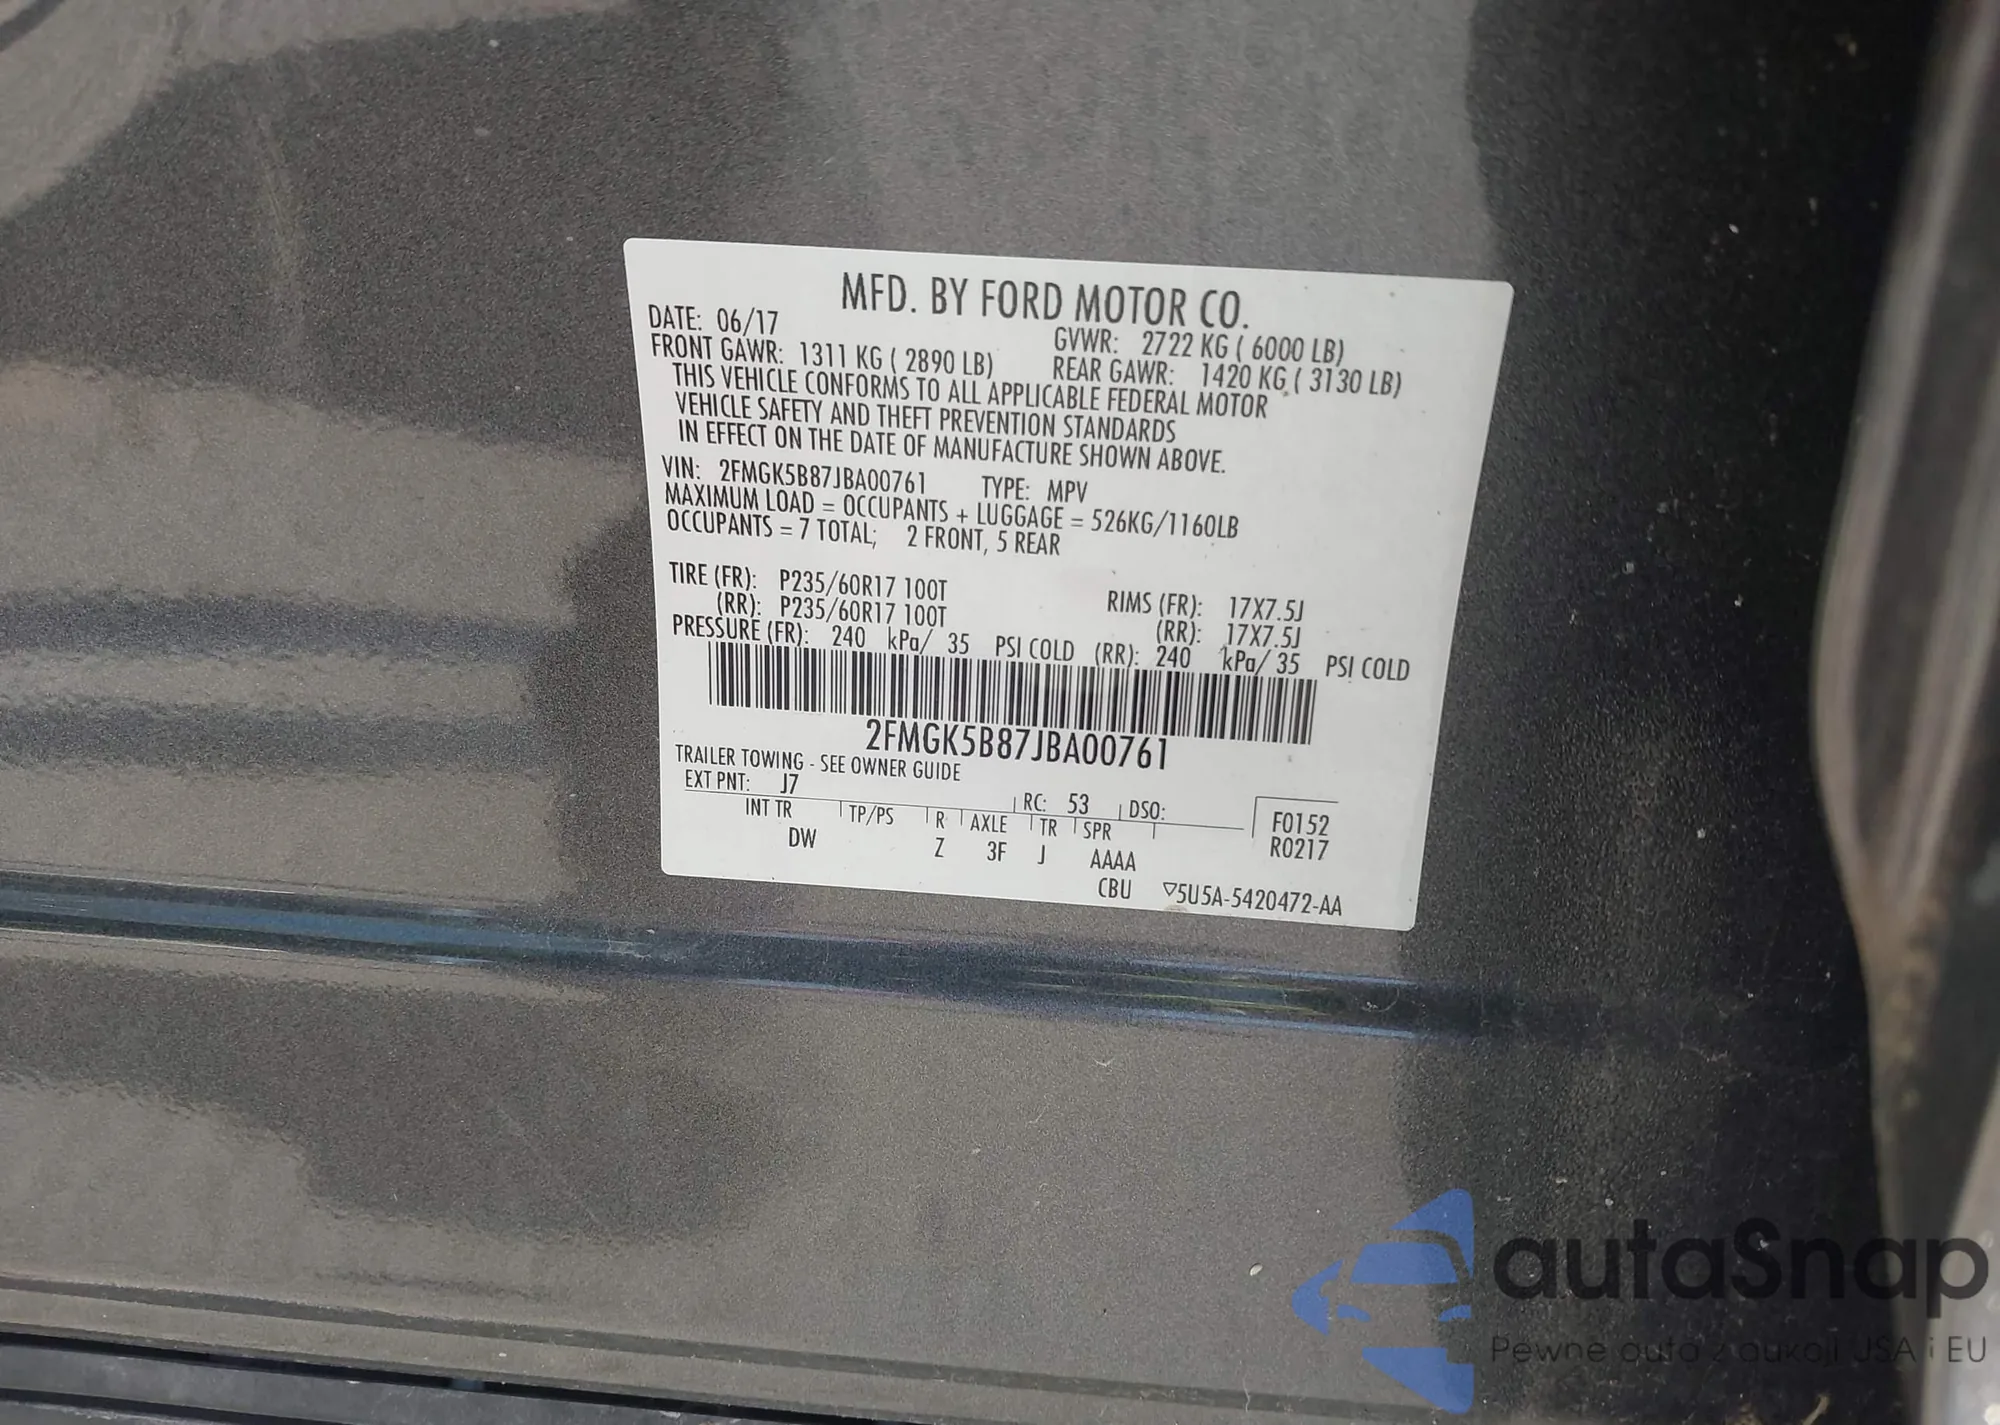 MFD. BY FORD MOTOR CO.
DATE: 06/17 GVWR: 2722 KG ( 6000 LB)
FRONT GAWR: 1311 KG ( 2890 LB) REAR GAWR: 1420 KG ( 3130 LB)
THIS VEHICLE CONFORMS TO ALL APPLICABLE FEDERAL MOTOR
VEHICLE SAFETY AND THEFT PREVENTION STANDARDS
IN EFFECT ON THE DATE OF MANUFACTURE SHOWN ABOVE.
VIN: 2FMGK5B87JBA00761 TYPE: MPV
MAXIMUM LOAD = OCCUPANTS + LUGGAGE = 526KG/1160LB
OCCUPANTS = 7 TOTAL; 2 FRONT, 5 REAR
TIRE (FR): P235/60R17 100T RIMS (FR): 17X7.5J
(RR): P235/60R17 100T (RR): 17X7.5J
PRESSURE (FR): 240 kPa/ 35 PSI COLD (RR): 240 kPa/ 35 PSI COLD
2FMGK5B87JBA00761
TRAILER TOWING - SEE OWNER GUIDE
EXT PNT: J7 RC: 53 DSO:
INT TR TP/PS R AXLE TR SPR F0152
DW Z 3F J AAAA R0217
CBU ▽5U5A-5420472-AA
autaSnap
Pewne auta z aukcji USA i EU